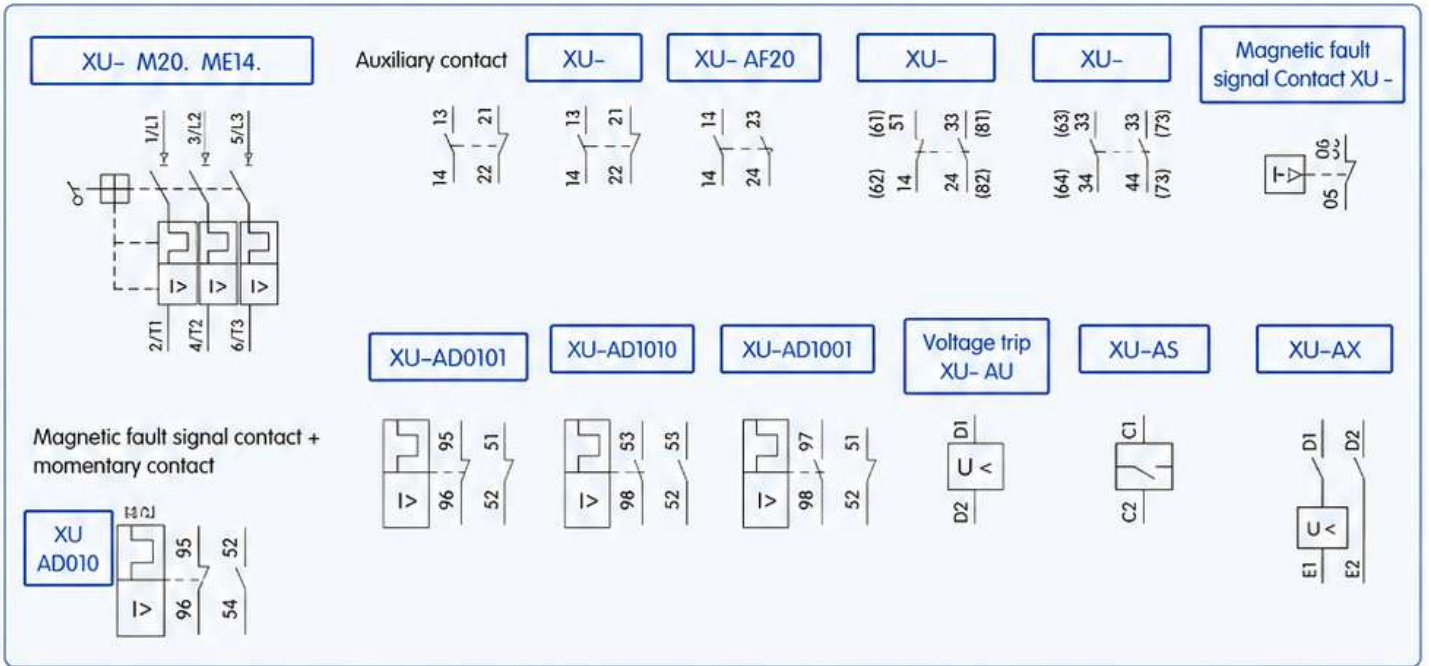 XU- M20. ME14.
1/L1
3/L2
5/L3
I>
I>
I>
2/T1
4/T2
6/T3
Auxiliary contact
13
21
14
22
XU-
13
21
14
22
XU- AF20
14
23
14
24
XU-
(61)
51
33
(81)
(62)
14
24
(82)
XU-
(63)
33
33
(73)
(64)
34
44
(73)
Magnetic fault
signal Contact XU -
06
05
XU-AD0101
95
51
I>
96
52
XU-AD1010
53
53
I>
98
52
XU-AD1001
97
51
I>
98
52
Voltage trip
XU- AU
D1
U <
D2
XU-AS
C1
C2
XU-AX
D1
D2
U <
E1
E2
Magnetic fault signal contact +
momentary contact
XU
AD010
95
52
I>
96
54